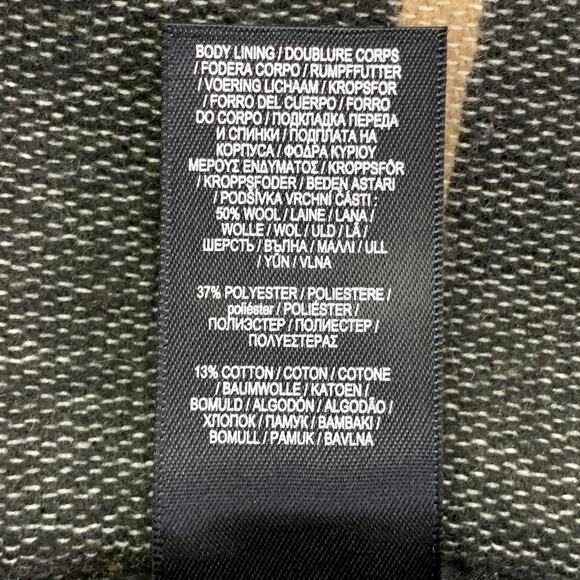 BODY LINING / DOUBLURE CORPS
/ FODERA CORPO / RUMPFFUTTER
/ VOERING LICHAAM / KROPSFOR
/ FORRO DEL CUERPO / FORRO
DO CORPO / ПОДКЛАДКА ПЕРЕДА
И СПИНКИ / ПОДПЛАТА НА
КОРПУСА / ΦΟΔΡΑ ΚΥΡΙΟΥ
ΜΕΡΟΥΣ ΕΝΔΥΜΑΤΟΣ / KROPPSFÔR
/ KROPPSFODER / BEDEN ASTARI
/ PODŠÍVKA VRCHNÍ ČÁSTI :
50% WOOL / LAINE / LANA /
WOLLE / WOL / ULD / LÃ /
ШЕРСТЬ / ВЪЛНА / ΜΑΛΛΙ / ULL
/ YÜN / VLNA
37% POLYESTER / POLIESTERE /
poliéster / POLIÉSTER /
ПОЛИЭСТЕР / ПОЛИЕСТЕР /
ΠΟΛΥΕΣΤΕΡΑΣ
13% COTTON / COTON / COTONE
/ BAUMWOLLE / KATOEN /
BOMULD / ALGODÓN / ALGODÃO /
ХЛОПОК / ПАМУК / ΒΑΜΒΑΚΙ /
BOMULL / PAMUK / BAVLNA